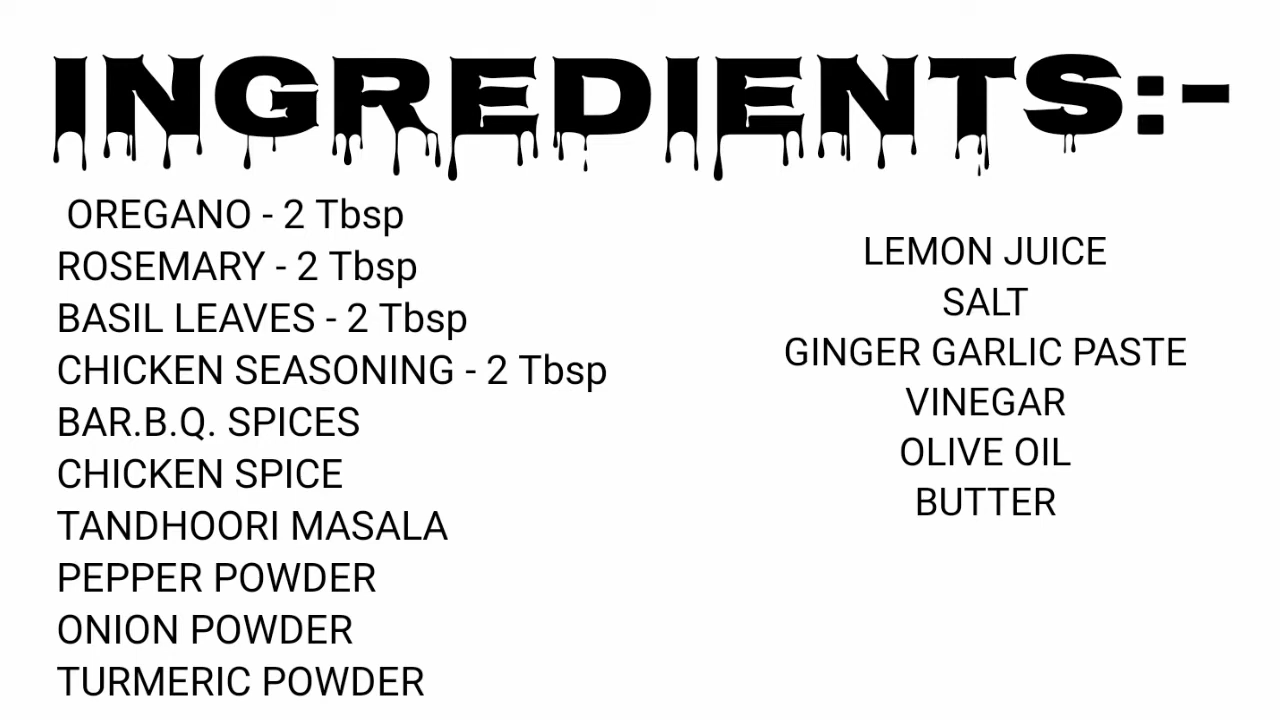 INGREDIENTS:-
OREGANO - 2 Tbsp
ROSEMARY - 2 Tbsp
BASIL LEAVES - 2 Tbsp
CHICKEN SEASONING - 2 Tbsp
BAR.B.Q. SPICES
CHICKEN SPICE
TANDHOORI MASALA
PEPPER POWDER
ONION POWDER
TURMERIC POWDER
LEMON JUICE
SALT
GINGER GARLIC PASTE
VINEGAR
OLIVE OIL
BUTTER